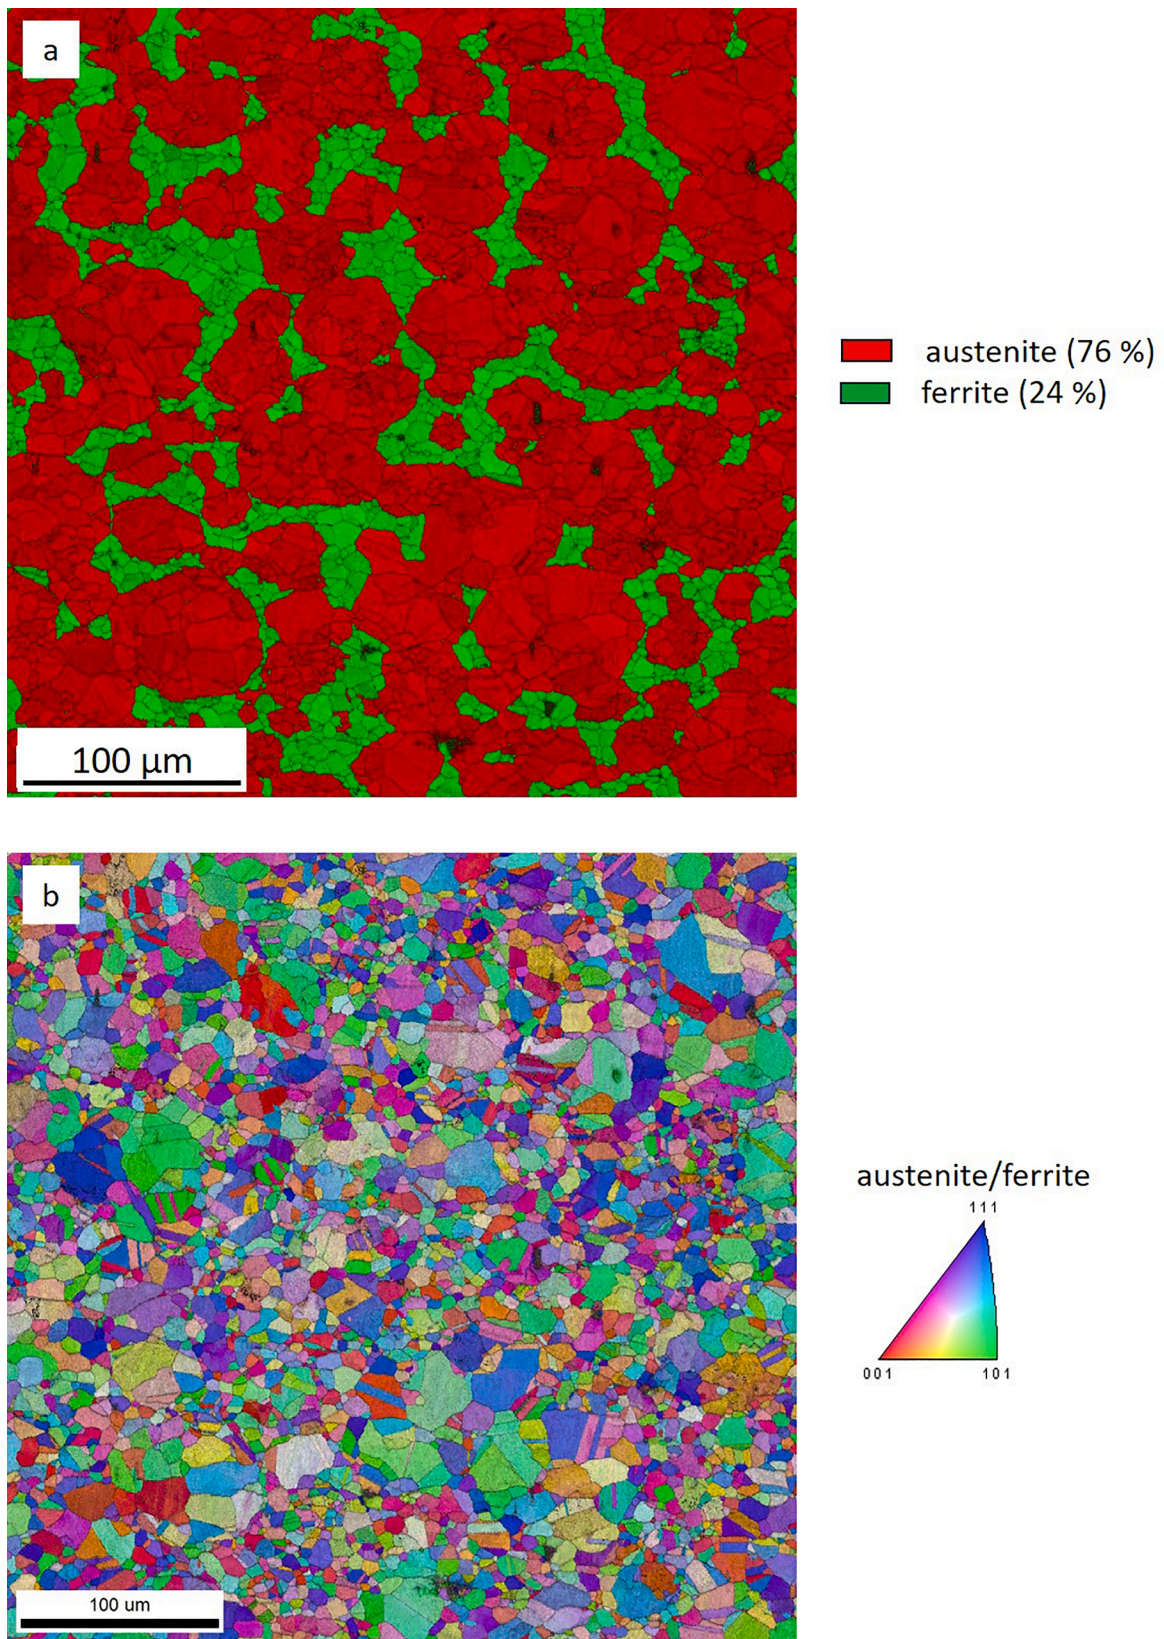 a
austenite (76 %)
ferrite (24 %)
100 µm
b
austenite/ferrite
111
001 101
100 um